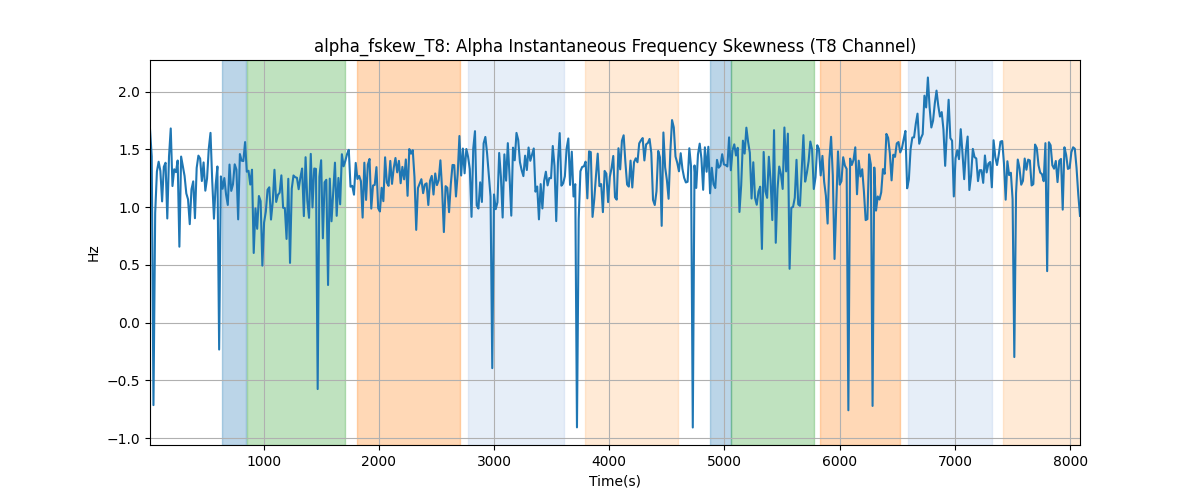 alpha_fskew_T8: Alpha Instantaneous Frequency Skewness (T8 Channel)
2.0
1.5
1.0
0.5
0.0
−0.5
−1.0
Hz
1000 2000 3000 4000 5000 6000 7000 8000
Time(s)